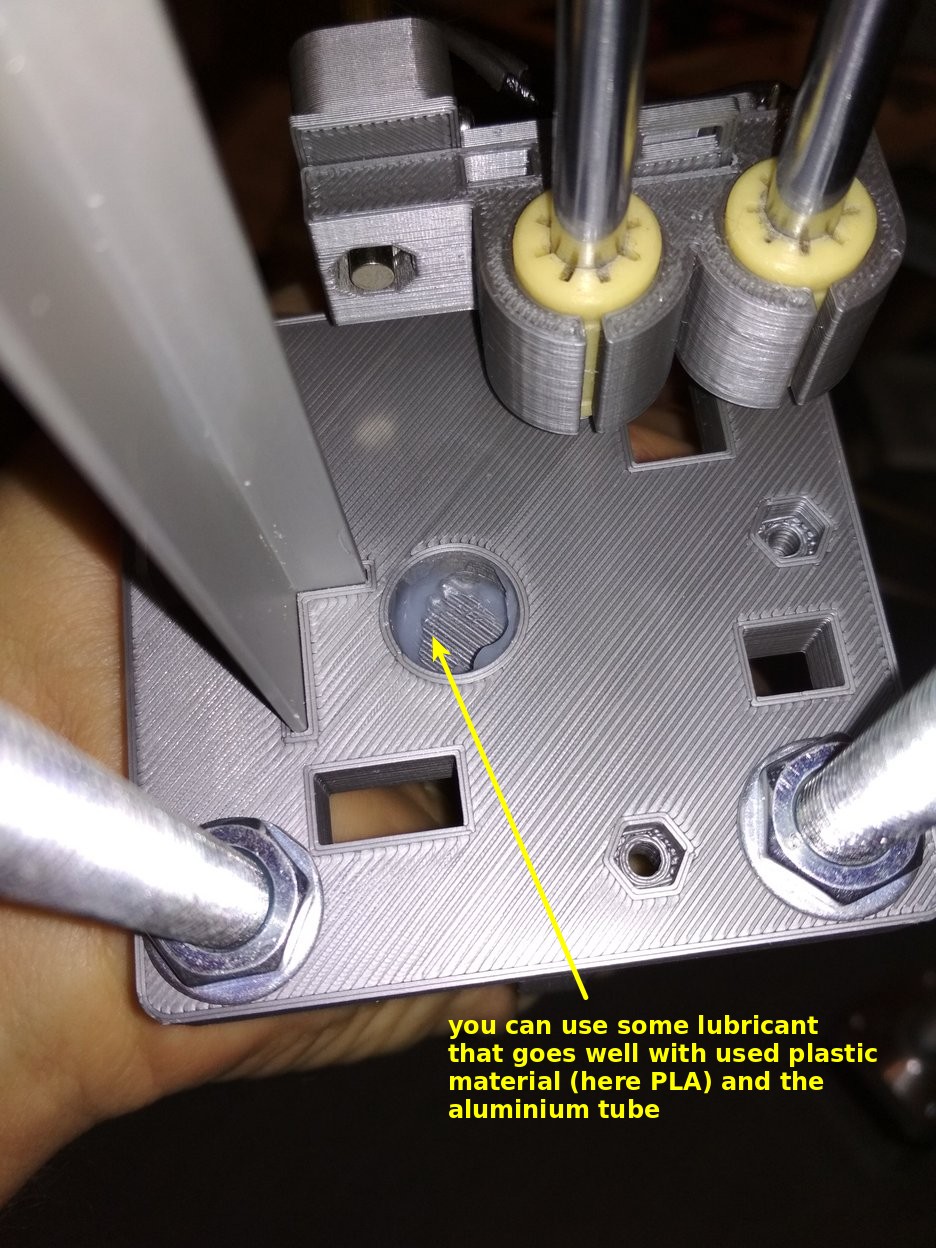 you can use some lubricant
that goes well with used plastic
material (here PLA) and the
aluminium tube